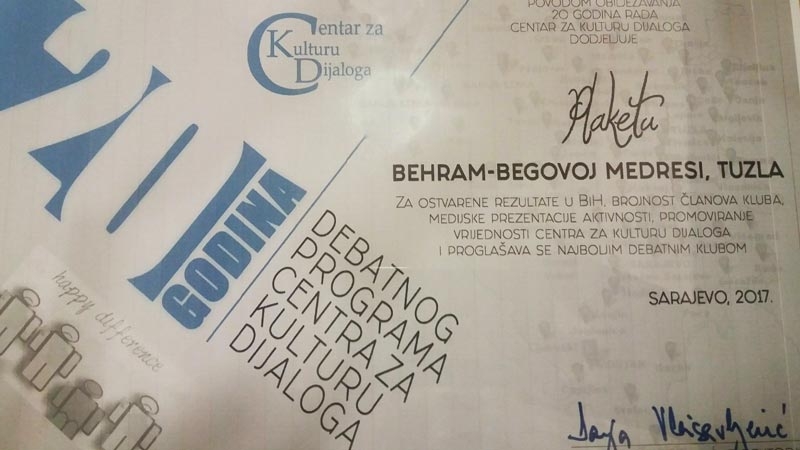 Centar za
Kulturu
Dijaloga
20 GODINA
DEBATNOG
PROGRAMA
CENTRA ZA
KULTURU
DIJALOGA
happy difference
POVODOM OBILJEŽAVANJA
20 GODINA RADA
CENTAR ZA KULTURU DIJALOGA
DODJELJUJE
Plaketu
BEHRAM-BEGOVOJ MEDRESI, TUZLA
ZA OSTVARENE REZULTATE U BIH, BROJNOST ČLANOVA KLUBA,
MEDIJSKE PREZENTACIJE AKTIVNOSTI, PROMOVIRANJE
VRIJEDNOSTI CENTRA ZA KULTURU DIJALOGA
I PROGLAŠAVA SE NAJBOLJIM DEBATNIM KLUBOM
SARAJEVO, 2017.